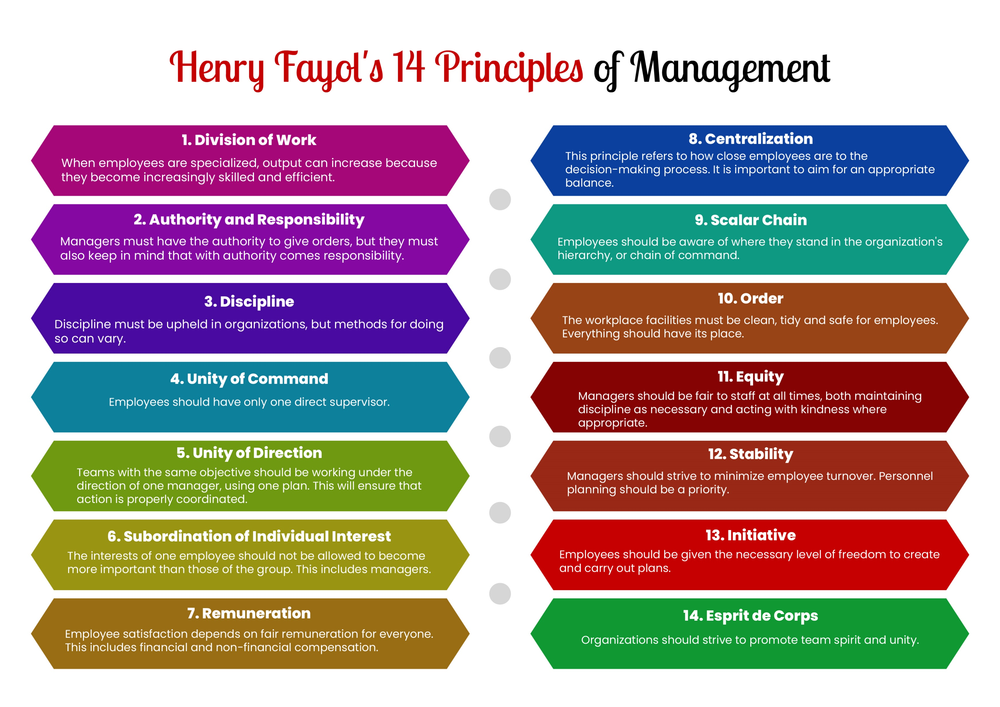 Henry Fayol's 14 Principles of Management
1. Division of Work
When employees are specialized, output can increase because
they become increasingly skilled and efficient.
2. Authority and Responsibility
Managers must have the authority to give orders, but they must
also keep in mind that with authority comes responsibility.
3. Discipline
Discipline must be upheld in organizations, but methods for doing
so can vary.
4. Unity of Command
Employees should have only one direct supervisor.
5. Unity of Direction
Teams with the same objective should be working under the
direction of one manager, using one plan. This will ensure that
action is properly coordinated.
6. Subordination of Individual Interest
The interests of one employee should not be allowed to become
more important than those of the group. This includes managers.
7. Remuneration
Employee satisfaction depends on fair remuneration for everyone.
This includes financial and non-financial compensation.
8. Centralization
This principle refers to how close employees are to the
decision-making process. It is important to aim for an appropriate
balance.
9. Scalar Chain
Employees should be aware of where they stand in the organization's
hierarchy, or chain of command.
10. Order
The workplace facilities must be clean, tidy and safe for employees.
Everything should have its place.
11. Equity
Managers should be fair to staff at all times, both maintaining
discipline as necessary and acting with kindness where
appropriate.
12. Stability
Managers should strive to minimize employee turnover. Personnel
planning should be a priority.
13. Initiative
Employees should be given the necessary level of freedom to create
and carry out plans.
14. Esprit de Corps
Organizations should strive to promote team spirit and unity.